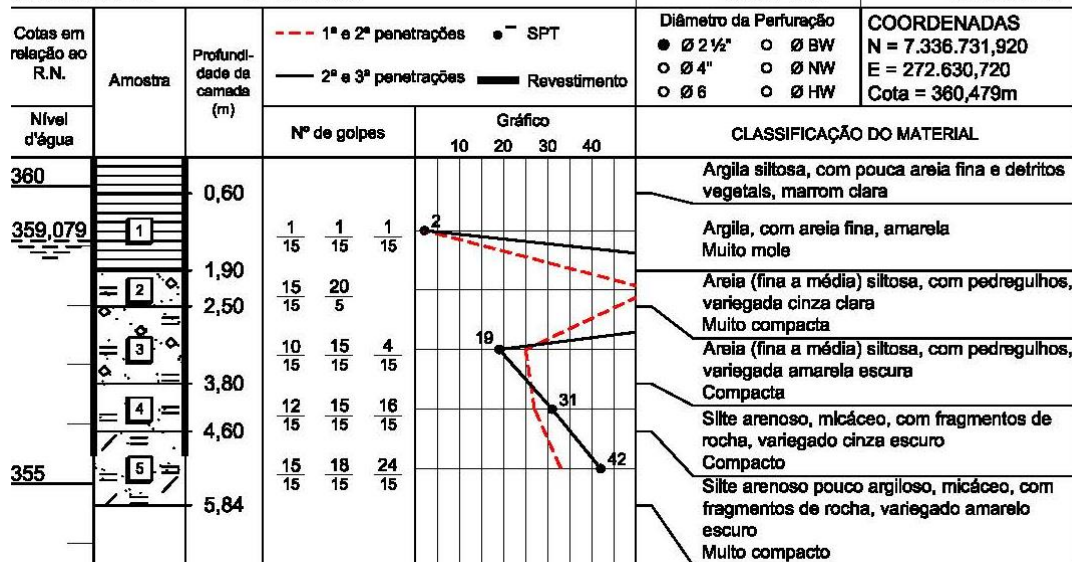 Cotas em
relação ao
R.N.
Amostra
Profundi-
dade da
camada
(m)
1ª e 2ª penetrações
SPT
2ª e 3ª penetrações
Revestimento
Diâmetro da Perfuração
Ø 2 ½" Ø BW
Ø 4" Ø NW
Ø 6 Ø HW
COORDENADAS
N = 7.336.731,920
E = 272.630,720
Cota = 360,479m
Nível
d'água
Nº de golpes
Gráfico
10 20 30 40
CLASSIFICAÇÃO DO MATERIAL
360
0,60
Argila siltosa, com pouca areia fina e detritos
vegetais, marrom clara
359,079
1
1 1 1
15 15 15
2
Argila, com areia fina, amarela
Muito mole
1,90
2
15 20
15 5
Areia (fina a média) siltosa, com pedregulhos,
variegada cinza clara
Muito compacta
2,50
3
10 15 4
15 15 15
19
Areia (fina a média) siltosa, com pedregulhos,
variegada amarela escura
Compacta
3,80
4
12 15 16
15 15 15
31
Silte arenoso, micáceo, com fragmentos de
rocha, variegado cinza escuro
Compacto
4,60
355
5
15 18 24
15 15 15
42
Silte arenoso pouco argiloso, micáceo, com
fragmentos de rocha, variegado amarelo
escuro
Muito compacto
5,84